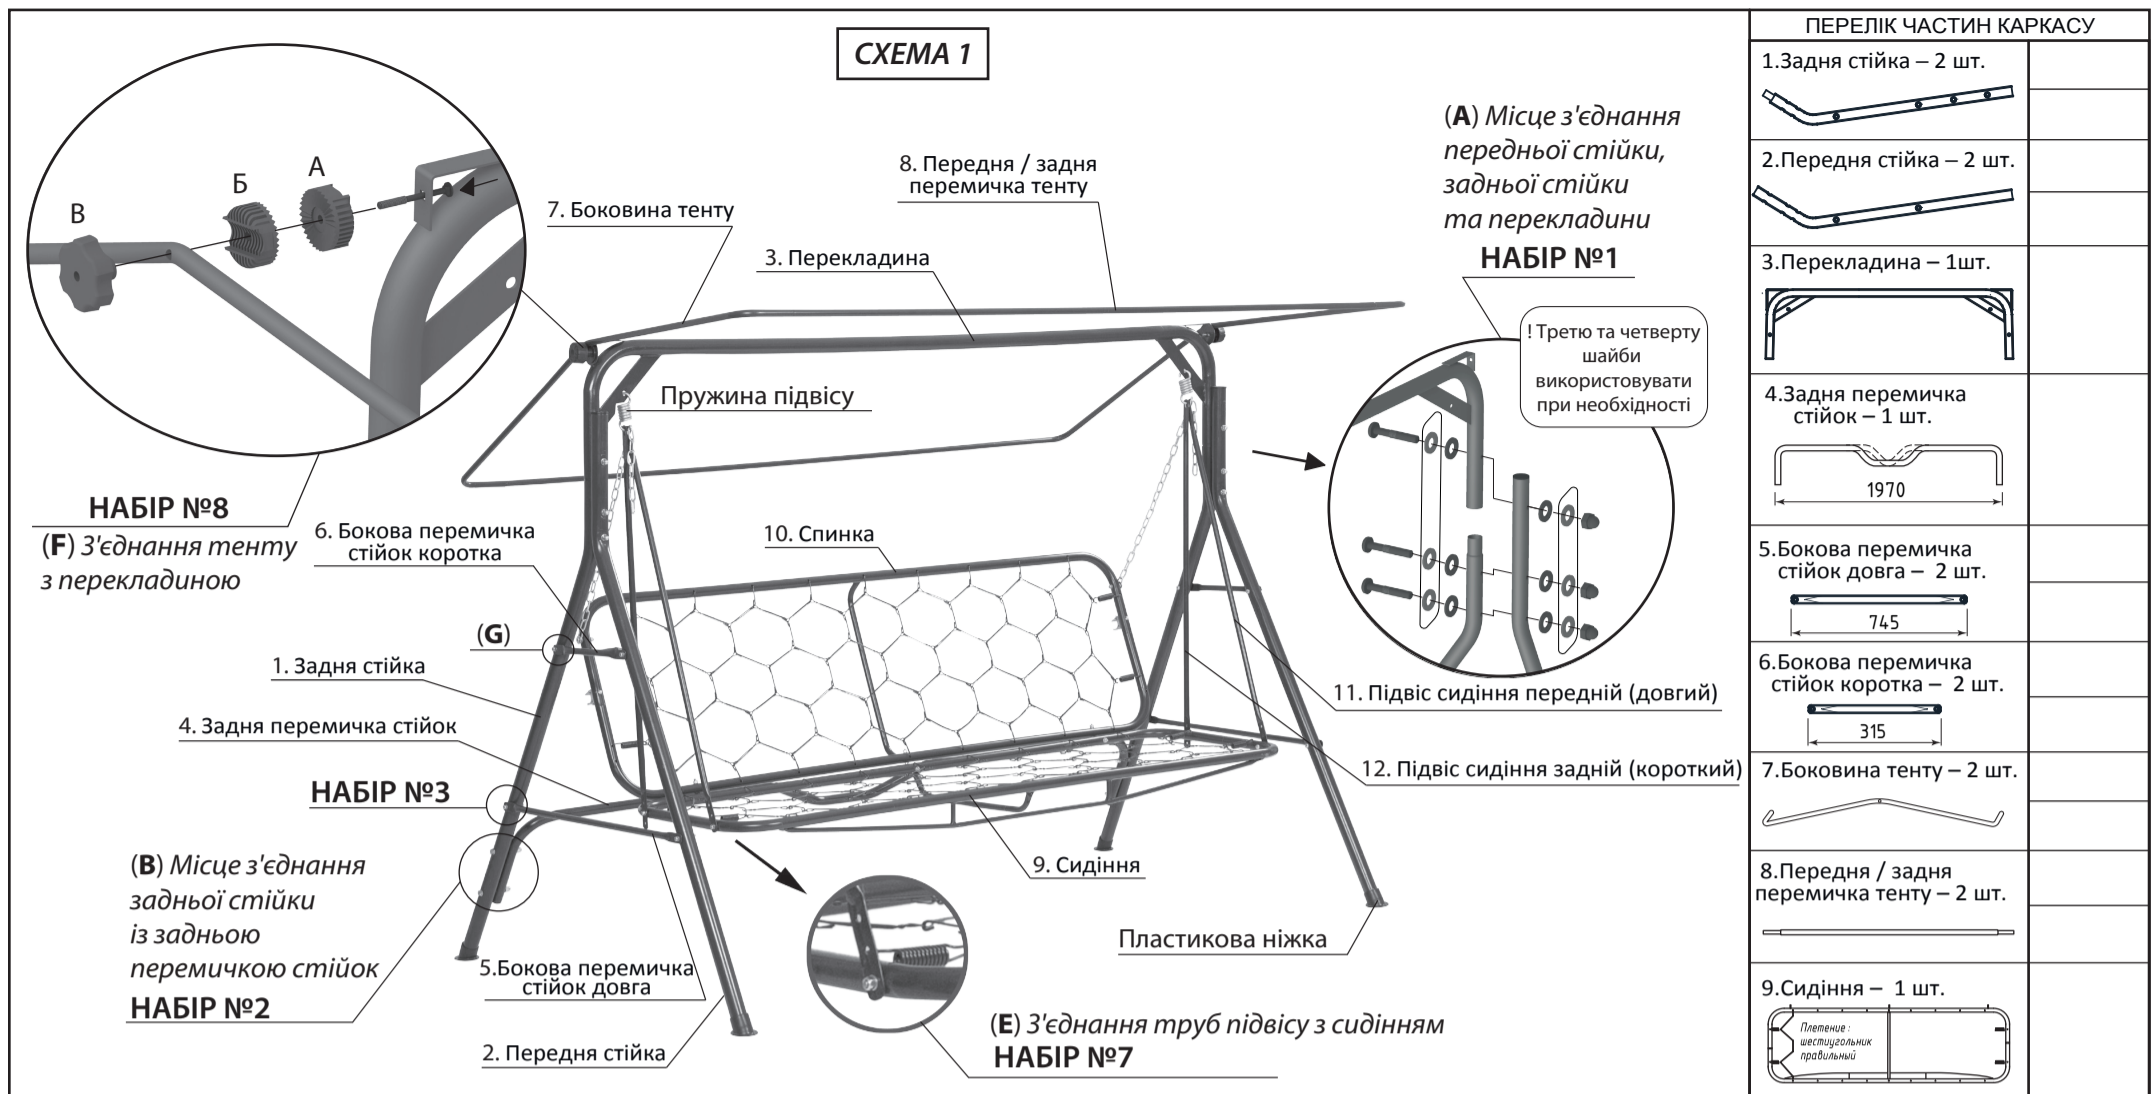 СХЕМА 1
В
Б
А
НАБІР №8
(F) З'єднання тенту
з перекладиною
7. Боковина тенту
8. Передня / задня
перемичка тенту
3. Перекладина
Пружина підвісу
(A) Місце з'єднання
передньої стійки,
задньої стійки
та перекладини
НАБІР №1
! Третю та четверту
шайби
використовувати
при необхідності
6. Бокова перемичка
стійок коротка
10. Спинка
(G)
1. Задня стійка
4. Задня перемичка стійок
НАБІР №3
11. Підвіс сидіння передній (довгий)
12. Підвіс сидіння задній (короткий)
(B) Місце з'єднання
задньої стійки
із задньою
перемичкою стійок
НАБІР №2
9. Сидіння
Пластикова ніжка
5.Бокова перемичка
стійок довга
2. Передня стійка
(E) З'єднання труб підвісу з сидінням
НАБІР №7
ПЕРЕЛІК ЧАСТИН КАРКАСУ
1.Задня стійка – 2 шт.
2.Передня стійка – 2 шт.
3.Перекладина – 1шт.
4.Задня перемичка
стійок – 1 шт.
1970
5.Бокова перемичка
стійок довга – 2 шт.
745
6.Бокова перемичка
стійок коротка – 2 шт.
315
7.Боковина тенту – 2 шт.
8.Передня / задня
перемичка тенту – 2 шт.
9.Сидіння – 1 шт.
Плетение :
шестиугольник
правильный